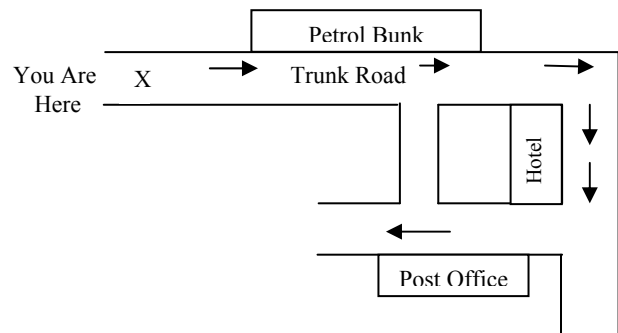 Petrol Bunk
You Are
Here
X
Trunk Road
Hotel
Post Office